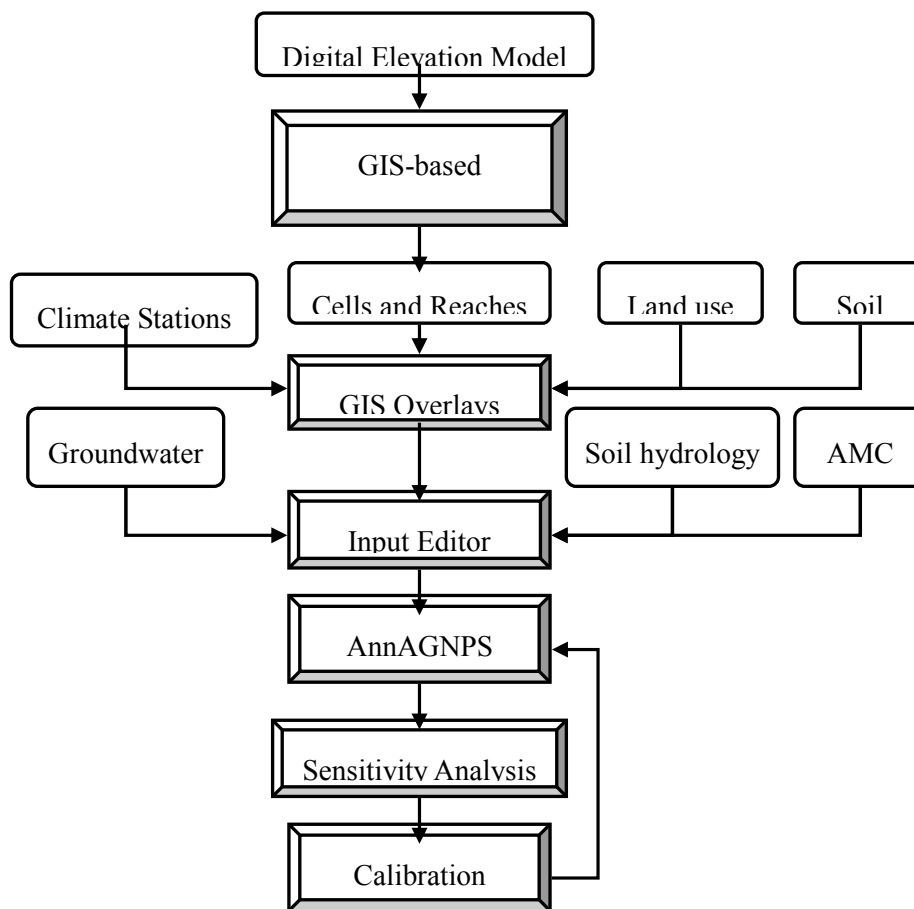 Digital Elevation Model
GIS-based
Cells and Reaches
Land use
Soil
Climate Stations
GIS Overlays
Groundwater
Soil hydrology
AMC
Input Editor
AnnAGNPS
Sensitivity Analysis
Calibration